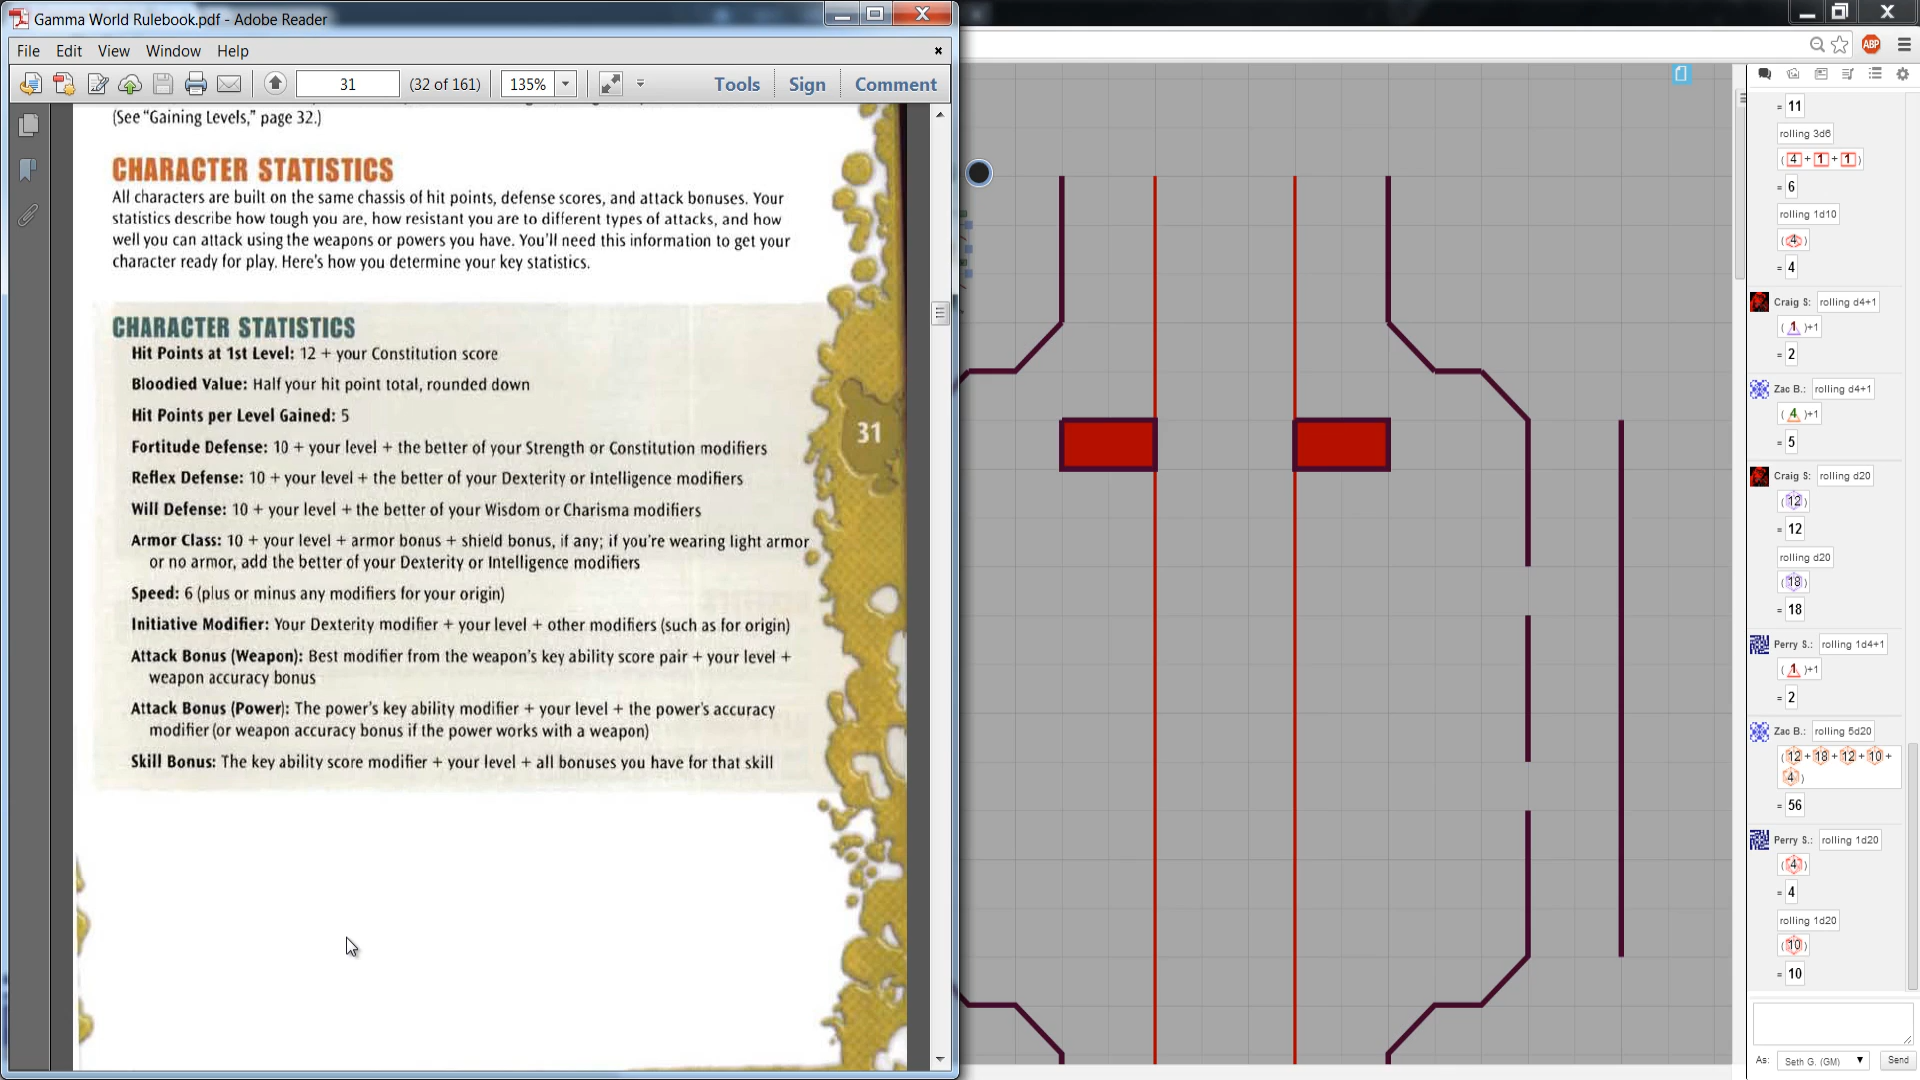 Gamma World Rulebook.pdf - Adobe Reader
File Edit View Window Help
31 (32 of 161) 135% Tools Sign Comment
(See “Gaining Levels,” page 32.)
CHARACTER STATISTICS
All characters are built on the same chassis of hit points, defense scores, and attack bonuses. Your
statistics describe how tough you are, how resistant you are to different types of attacks, and how
well you can attack using the weapons or powers you have. You’ll need this information to get your
character ready for play. Here’s how you determine your key statistics.
CHARACTER STATISTICS
Hit Points at 1st Level: 12 + your Constitution score
Bloodied Value: Half your hit point total, rounded down
Hit Points per Level Gained: 5
Fortitude Defense: 10 + your level + the better of your Strength or Constitution modifiers
Reflex Defense: 10 + your level + the better of your Dexterity or Intelligence modifiers
Will Defense: 10 + your level + the better of your Wisdom or Charisma modifiers
Armor Class: 10 + your level + armor bonus + shield bonus, if any; if you’re wearing light armor
or no armor, add the better of your Dexterity or Intelligence modifiers
Speed: 6 (plus or minus any modifiers for your origin)
Initiative Modifier: Your Dexterity modifier + your level + other modifiers (such as for origin)
Attack Bonus (Weapon): Best modifier from the weapon’s key ability score pair + your level +
weapon accuracy bonus
Attack Bonus (Power): The power’s key ability modifier + your level + the power’s accuracy
modifier (or weapon accuracy bonus if the power works with a weapon)
Skill Bonus: The key ability score modifier + your level + all bonuses you have for that skill
31
ABP
= 11
rolling 3d6
(4+1+1)
= 6
rolling 1d10
(4)
= 4
Craig S: rolling d4+1
(1)+1
= 2
Zac B.: rolling d4+1
(4)+1
= 5
Craig S: rolling d20
(12)
= 12
rolling d20
(18)
= 18
Perry S.: rolling 1d4+1
(1)+1
= 2
Zac B.: rolling 5d20
(12+18+12+10+
4)
= 56
Perry S.: rolling 1d20
(4)
= 4
rolling 1d20
(10)
= 10
As: Seth G. (GM) Send